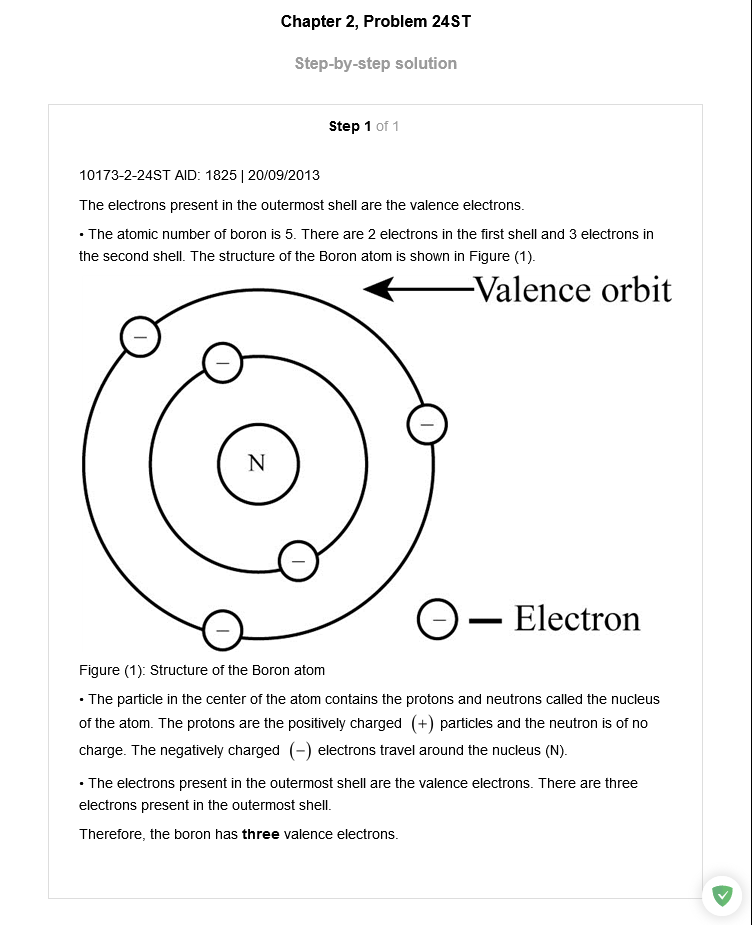 Chapter 2, Problem 24ST
Step-by-step solution
Step 1 of 1
10173-2-24ST AID: 1825 | 20/09/2013
The electrons present in the outermost shell are the valence electrons.
• The atomic number of boron is 5. There are 2 electrons in the first shell and 3 electrons in
the second shell. The structure of the Boron atom is shown in Figure (1).
Valence orbit
−
−
−
N
−
−
− — Electron
Figure (1): Structure of the Boron atom
• The particle in the center of the atom contains the protons and neutrons called the nucleus
of the atom. The protons are the positively charged (+) particles and the neutron is of no
charge. The negatively charged (−) electrons travel around the nucleus (N).
• The electrons present in the outermost shell are the valence electrons. There are three
electrons present in the outermost shell.
Therefore, the boron has three valence electrons.